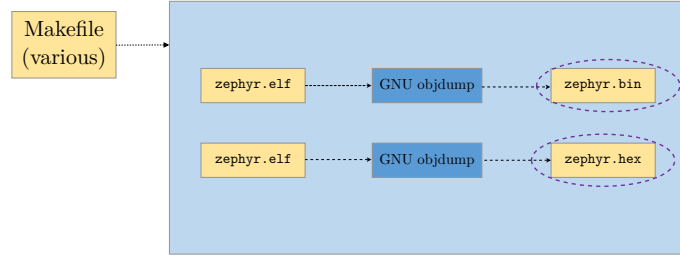 Makefile
(various)
zephyr.elf
GNU objdump
zephyr.bin
zephyr.elf
GNU objdump
zephyr.hex